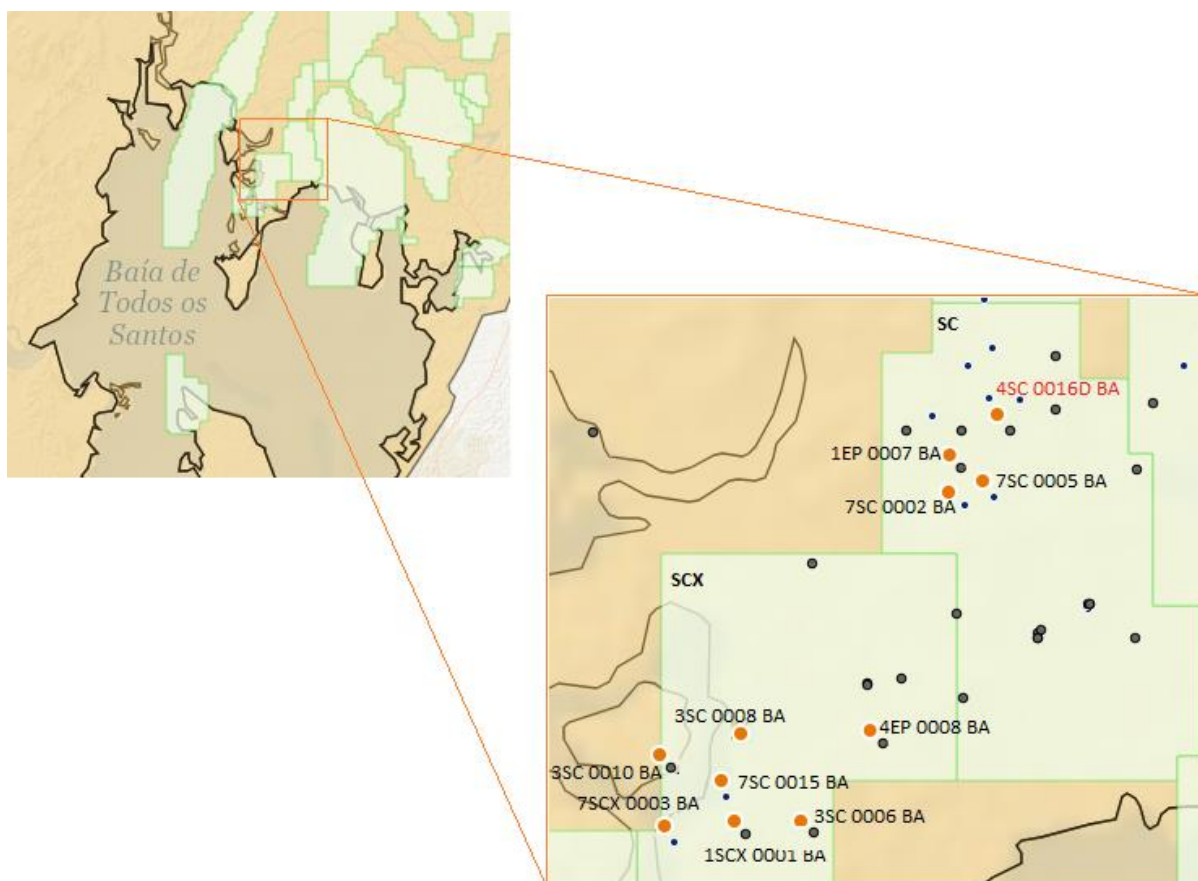 Baía de
Todos os
Santos
SC
4SC 0016D BA
1EP 0007 BA
7SC 0005 BA
7SC 0002 BA
SCX
3SC 0008 BA
4EP 0008 BA
3SC 0010 BA
7SC 0015 BA
7SCX 0003 BA
3SC 0006 BA
1SCX 0001 BA